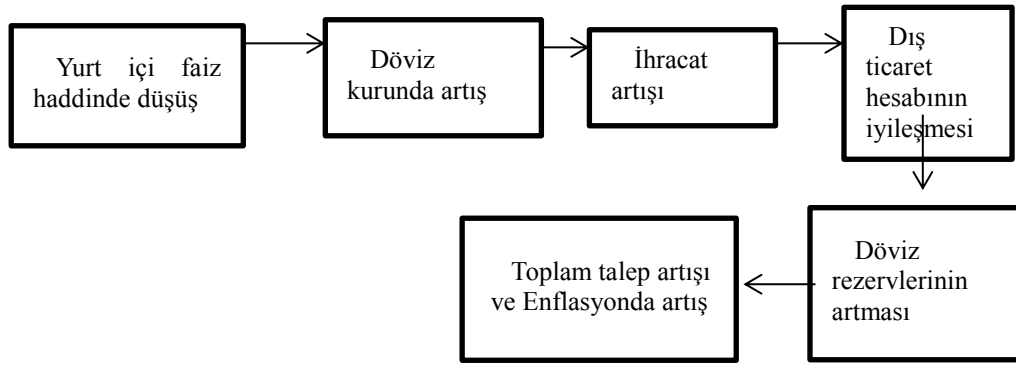 Yurt içi faiz
haddinde düşüş
Döviz
kurunda artış
İhracat
artışı
Dış
ticaret
hesabının
iyileşmesi
Döviz
rezervlerinin
artması
Toplam talep artışı
ve Enflasyonda artış